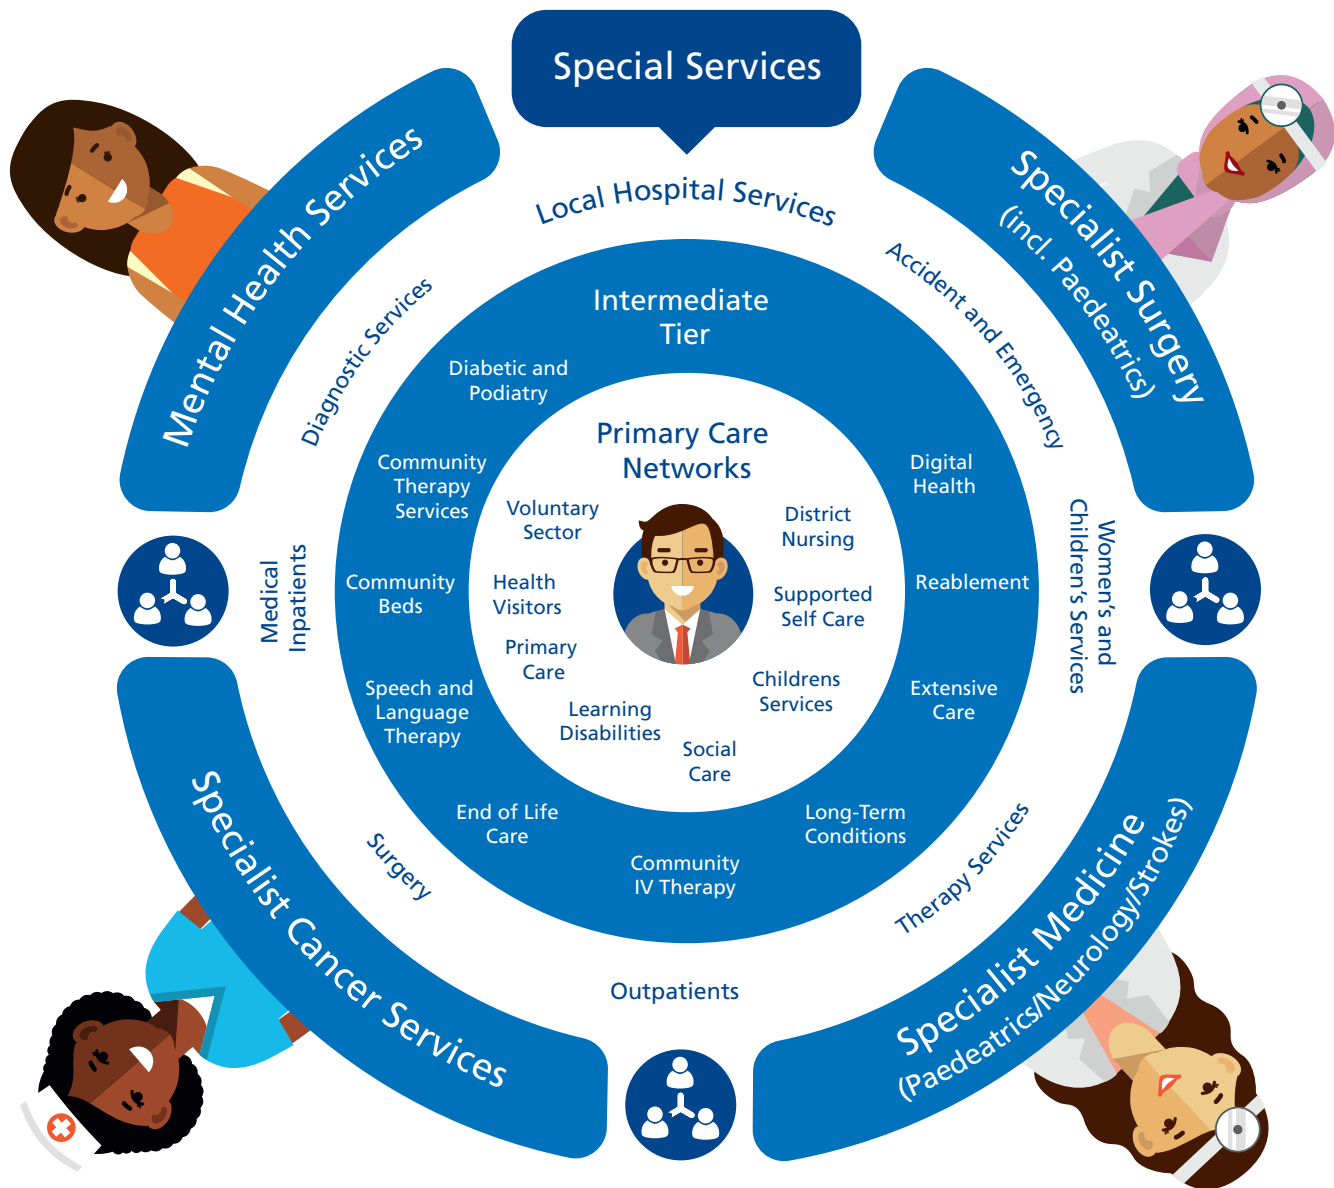 Special Services
Mental Health Services
Specialist Surgery
(incl. Paedeatrics)
Local Hospital Services
Diagnostic Services
Accident and Emergency
Medical
Inpatients
Women's and
Children's Services
Surgery
Therapy Services
Outpatients
Intermediate
Tier
Diabetic and
Podiatry
Community
Therapy
Services
Digital
Health
Community
Beds
Reablement
Speech and
Language
Therapy
Extensive
Care
End of Life
Care
Long-Term
Conditions
Community
IV Therapy
Primary Care
Networks
Voluntary
Sector
District
Nursing
Health
Visitors
Supported
Self Care
Primary
Care
Childrens
Services
Learning
Disabilities
Social
Care
Specialist Cancer Services
Specialist Medicine
(Paedeatrics/Neurology/Strokes)